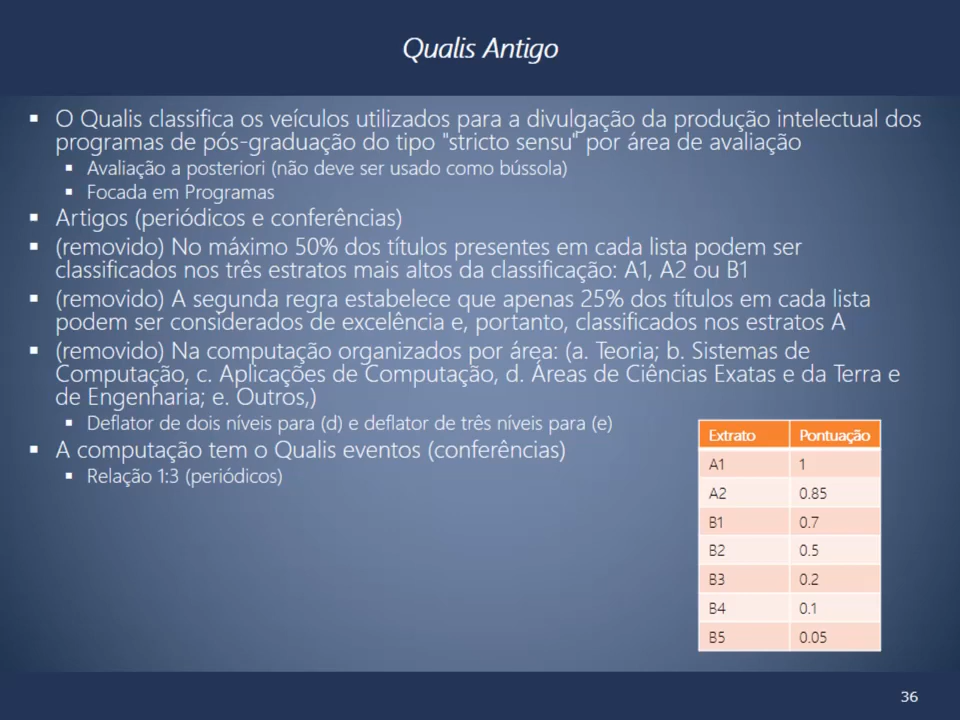 Qualis Antigo
▪ O Qualis classifica os veículos utilizados para a divulgação da produção intelectual dos
programas de pós-graduação do tipo "stricto sensu" por área de avaliação
▪ Avaliação a posteriori (não deve ser usado como bússola)
▪ Focada em Programas
▪ Artigos (periódicos e conferências)
▪ (removido) No máximo 50% dos títulos presentes em cada lista podem ser
classificados nos três estratos mais altos da classificação: A1, A2 ou B1
▪ (removido) A segunda regra estabelece que apenas 25% dos títulos em cada lista
podem ser considerados de excelência e, portanto, classificados nos estratos A
▪ (removido) Na computação organizados por área: (a. Teoria; b. Sistemas de
Computação, c. Aplicações de Computação, d. Áreas de Ciências Exatas e da Terra e
de Engenharia; e. Outros,)
▪ Deflator de dois níveis para (d) e deflator de três níveis para (e)
▪ A computação tem o Qualis eventos (conferências)
▪ Relação 1:3 (periódicos)
Extrato Pontuação
A1 1
A2 0.85
B1 0.7
B2 0.5
B3 0.2
B4 0.1
B5 0.05
36